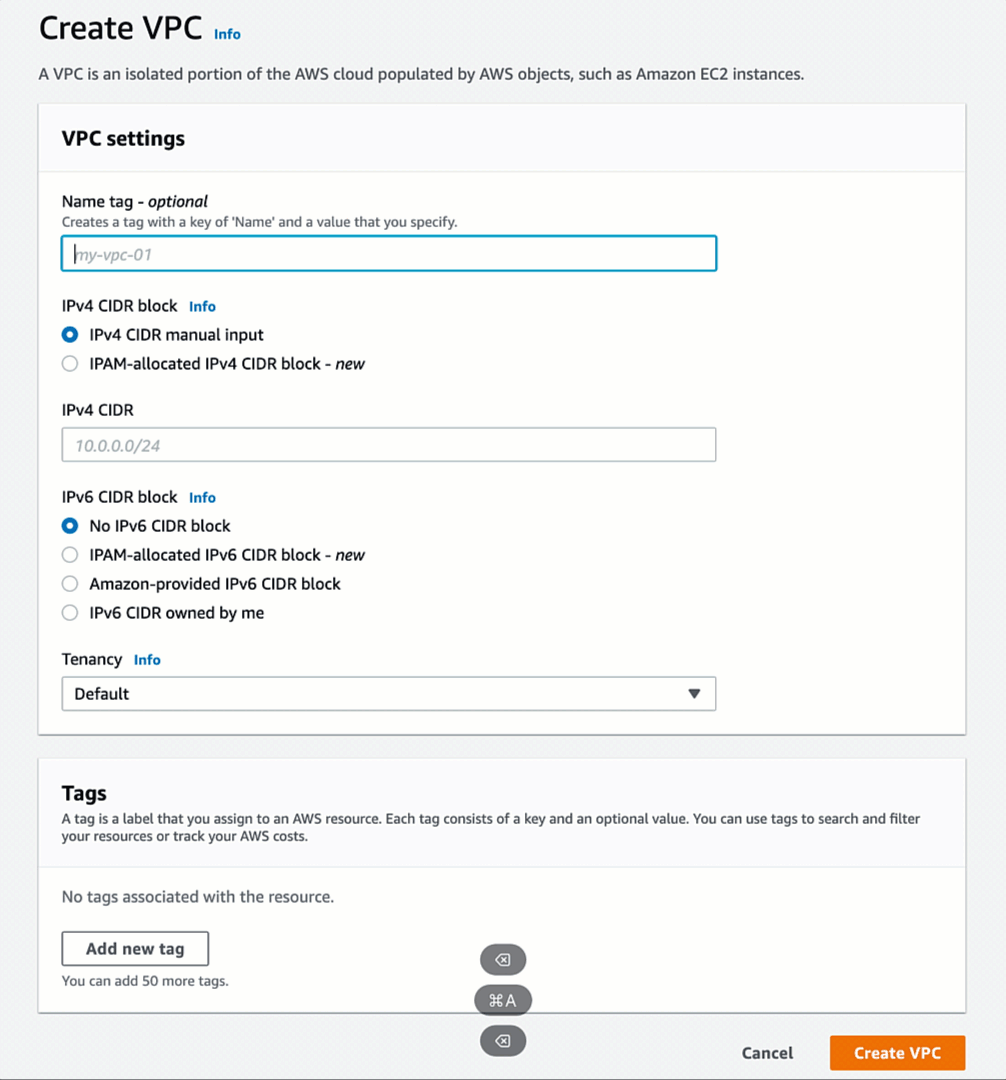 Create VPC Info
A VPC is an isolated portion of the AWS cloud populated by AWS objects, such as Amazon EC2 instances.
VPC settings
Name tag - optional
Creates a tag with a key of 'Name' and a value that you specify.
my-vpc-01
IPv4 CIDR block Info
IPv4 CIDR manual input
IPAM-allocated IPv4 CIDR block - new
IPv4 CIDR
10.0.0.0/24
IPv6 CIDR block Info
No IPv6 CIDR block
IPAM-allocated IPv6 CIDR block - new
Amazon-provided IPv6 CIDR block
IPv6 CIDR owned by me
Tenancy Info
Default
Tags
A tag is a label that you assign to an AWS resource. Each tag consists of a key and an optional value. You can use tags to search and filter
your resources or track your AWS costs.
No tags associated with the resource.
Add new tag
You can add 50 more tags.
⌘ A
Cancel Create VPC